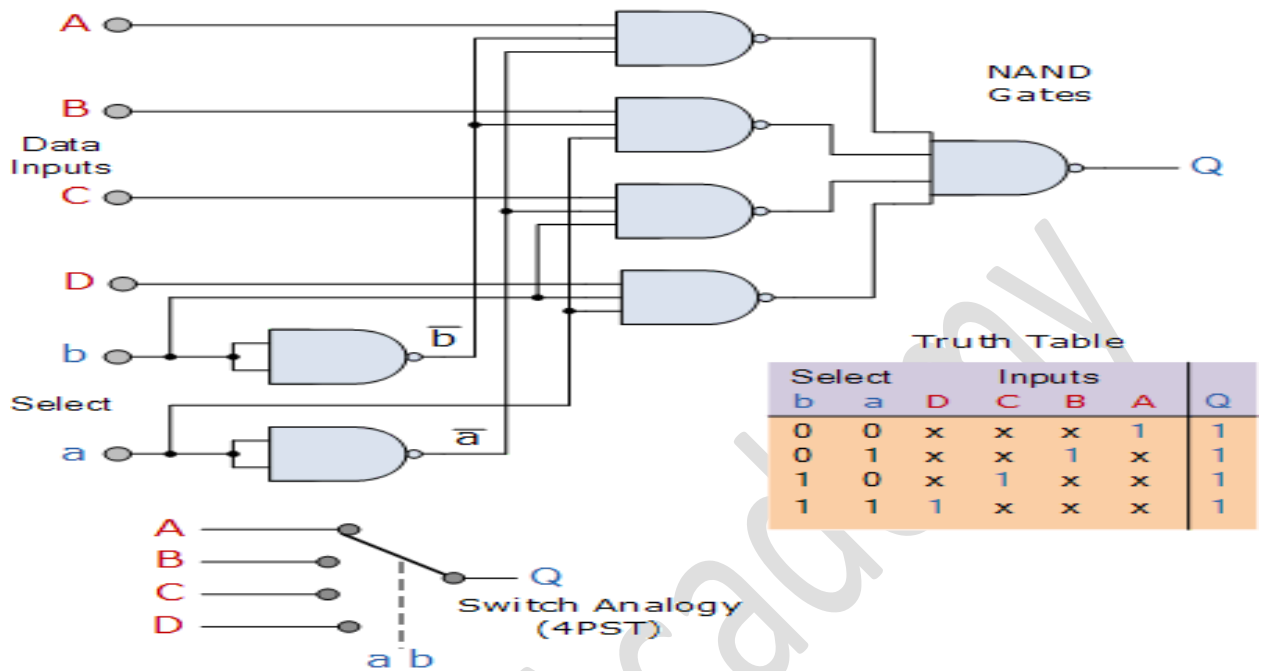 A
NAND
Gates
B
Data
Inputs
Q
C
D
b
b̅
Select
a
a̅
Truth Table
Select Inputs
b a D C B A Q
0 0 x x x 1 1
0 1 x x 1 x 1
1 0 x 1 x x 1
1 1 1 x x x 1
A
B
C
D
Q
Switch Analogy
(4PST)
a b
cademy